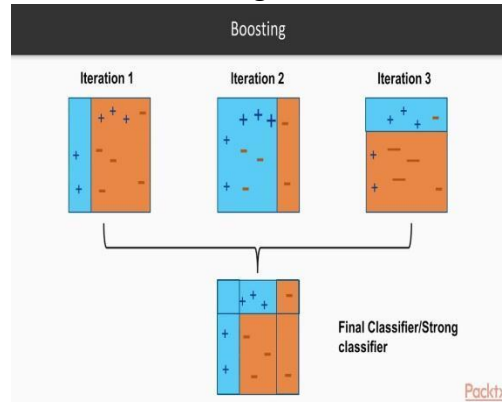 Boosting
Iteration 1
Iteration 2
Iteration 3
Final Classifier/Strong
classifier
Packt